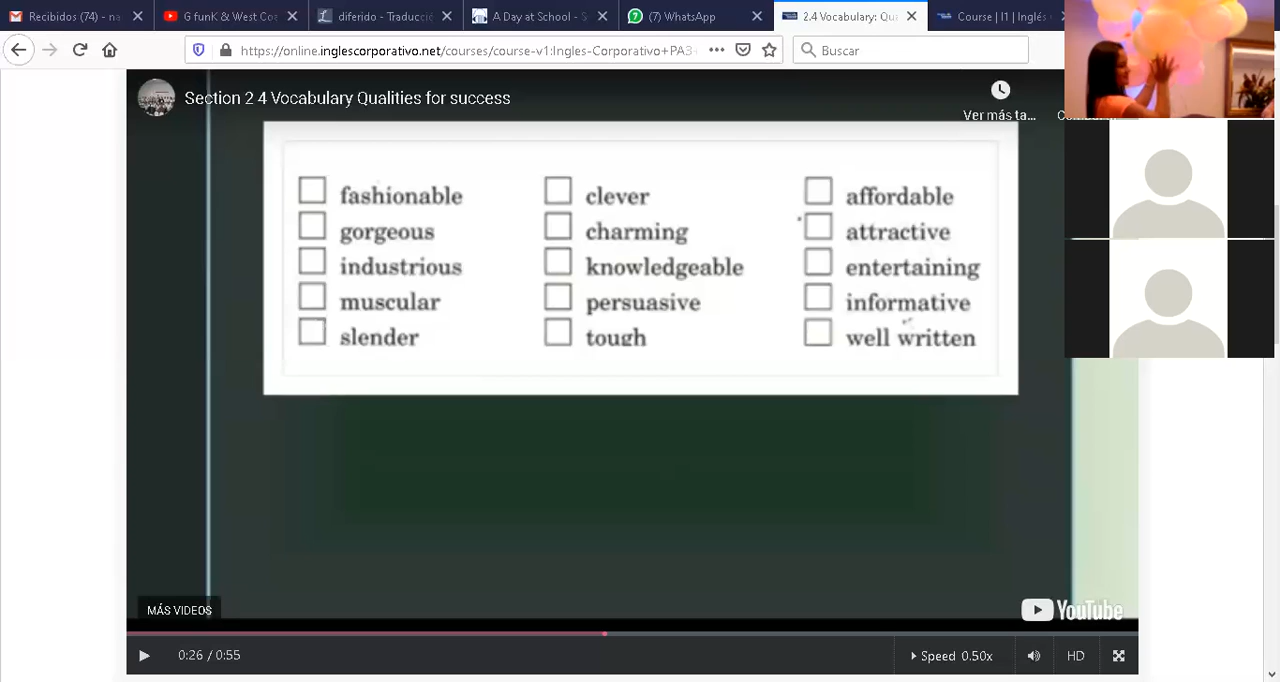 Recibidos (74) - na
G funK & West Coa
diferido - Traducció
A Day at School - S
(7) WhatsApp
2.4 Vocabulary: Qu
Course | I1 | Inglés
https://online.inglescorporativo.net/courses/course-v1:Ingles-Corporativo+PA3
Buscar
Section 2 4 Vocabulary Qualities for success
Ver más ta...
fashionable clever affordable
gorgeous charming attractive
industrious knowledgeable entertaining
muscular persuasive informative
slender tough well written
MÁS VIDEOS
YouTube
0:26 / 0:55
Speed 0.50x
HD